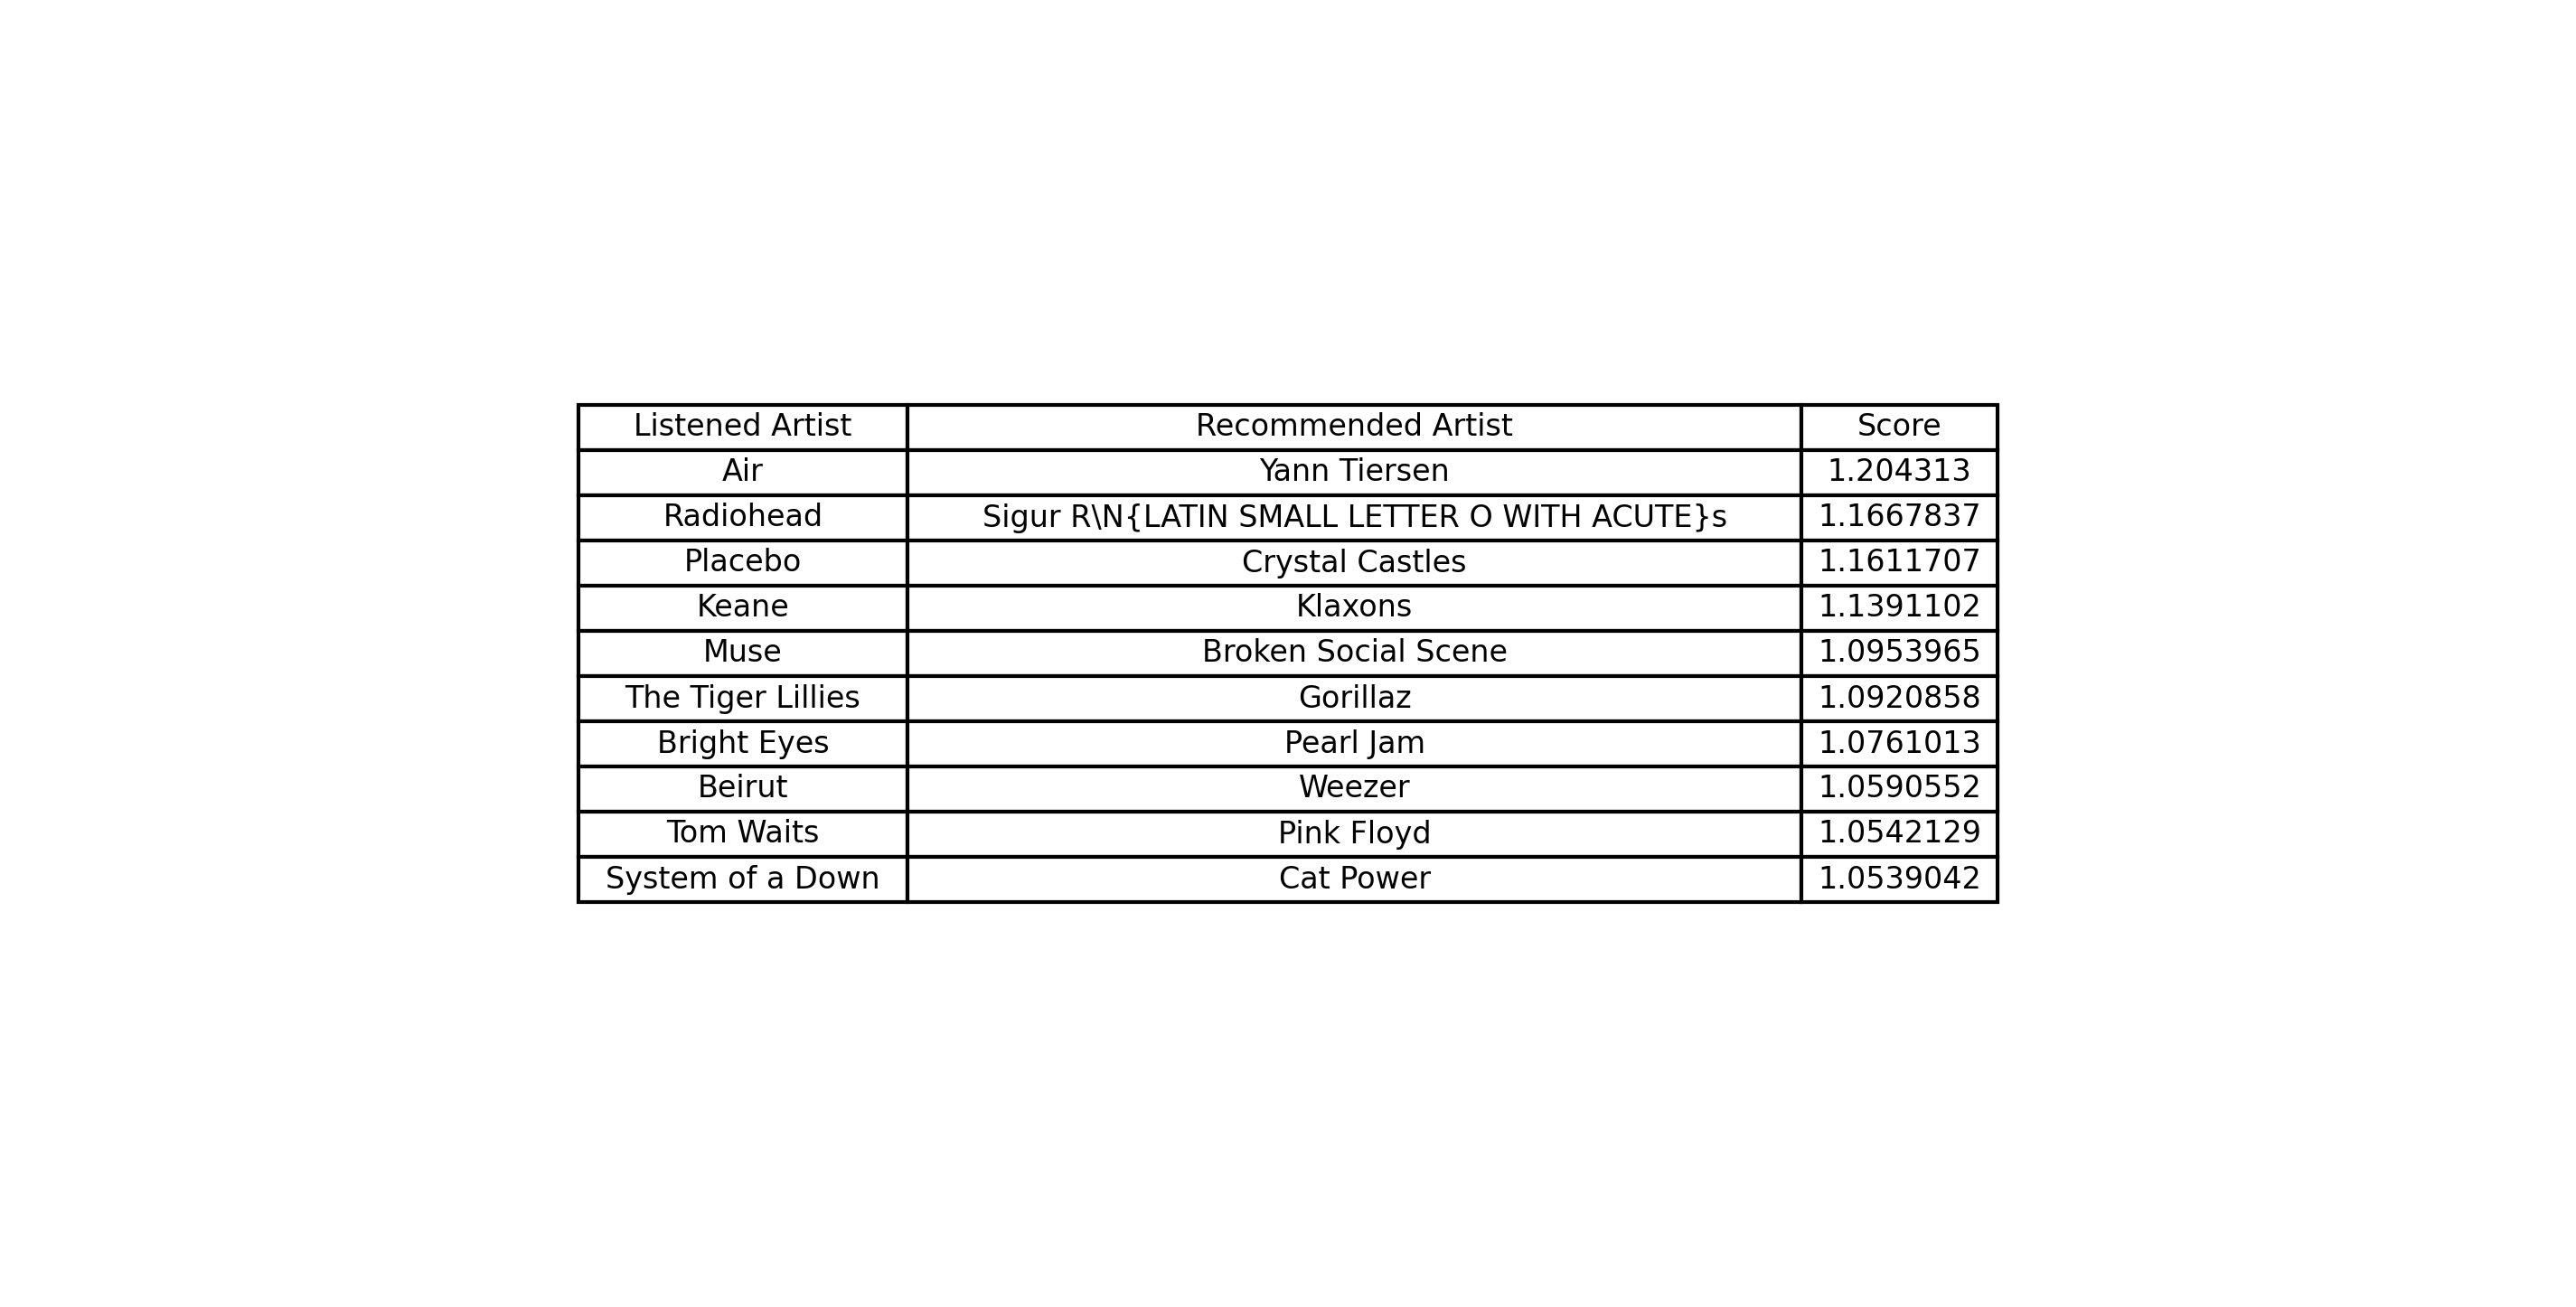 Listened Artist Recommended Artist Score
Air Yann Tiersen 1.204313
Radiohead Sigur R\N{LATIN SMALL LETTER O WITH ACUTE}s 1.1667837
Placebo Crystal Castles 1.1611707
Keane Klaxons 1.1391102
Muse Broken Social Scene 1.0953965
The Tiger Lillies Gorillaz 1.0920858
Bright Eyes Pearl Jam 1.0761013
Beirut Weezer 1.0590552
Tom Waits Pink Floyd 1.0542129
System of a Down Cat Power 1.0539042